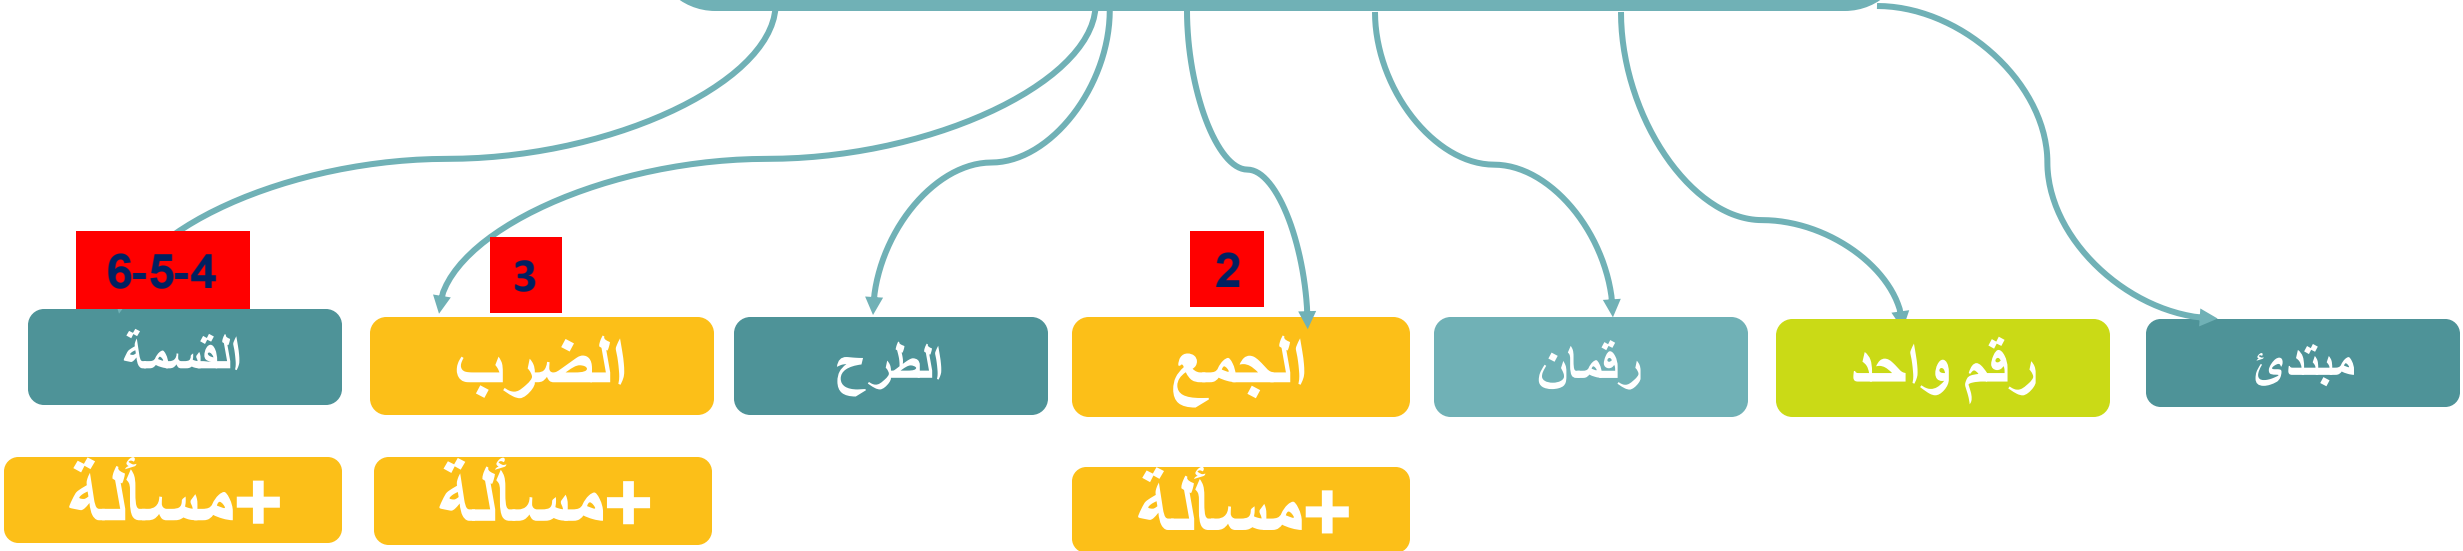 2
3
6-5-4
مبتدئ
رقم واحد
رقمان
الجمع
الطرح
الضرب
القسمة
+مسألة
+مسألة
+مسألة